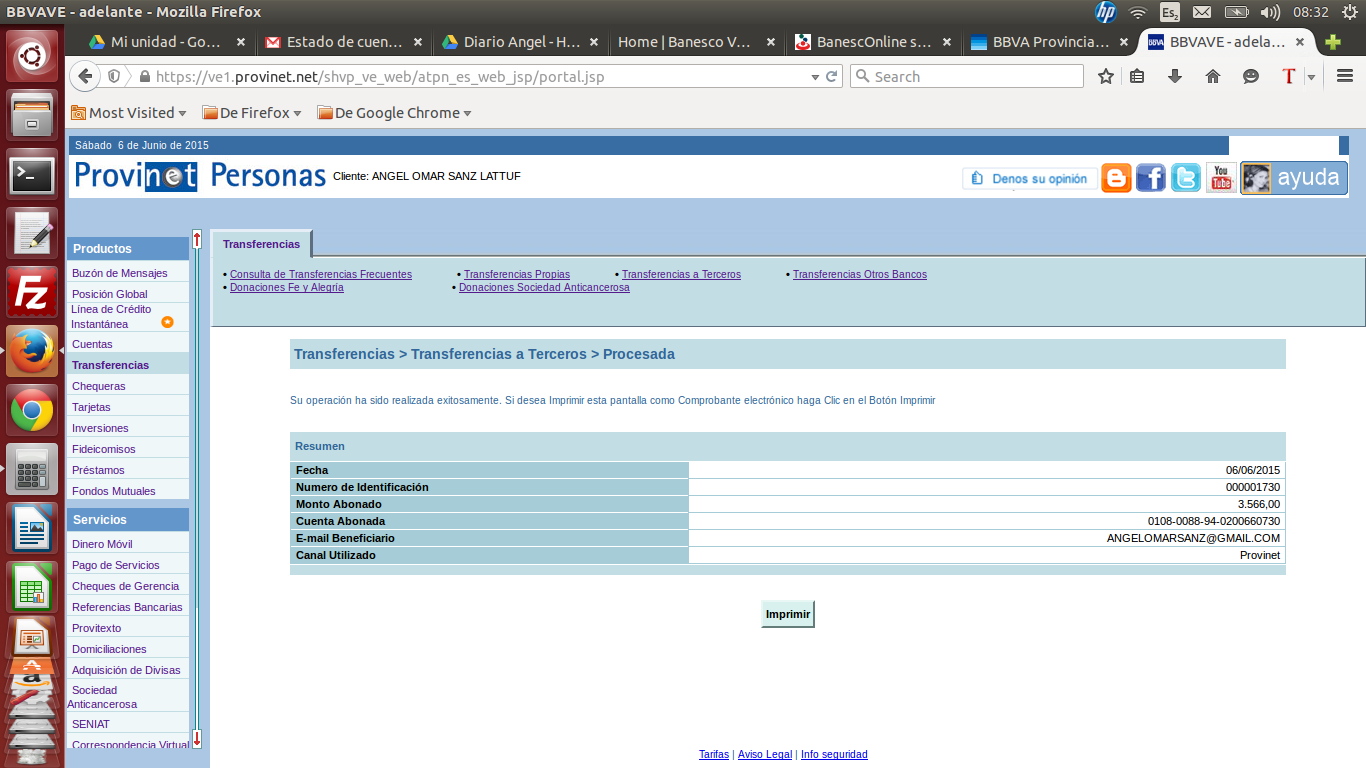 BBVAVE - adelante - Mozilla Firefox
Es2
08:32
Mi unidad - Go... ×
Estado de cuen... ×
Diario Angel - H... ×
Home | Banesco V... ×
BanescOnline s... ×
BBVA Provincia... ×
BBVAVE - adela... ×
https://ve1.provinet.net/shvp_ve_web/atpn_es_web_jsp/portal.jsp
Search
Most Visited
De Firefox
De Google Chrome
Sábado 6 de Junio de 2015
Provinet Personas
Cliente: ANGEL OMAR SANZ LATTUF
Denos su opinión
You Tube
ayuda
Productos
Buzón de Mensajes
Posición Global
Línea de Crédito
Instantánea
Cuentas
Transferencias
Chequeras
Tarjetas
Inversiones
Fideicomisos
Préstamos
Fondos Mutuales
Servicios
Dinero Móvil
Pago de Servicios
Cheques de Gerencia
Referencias Bancarias
Provitexto
Domiciliaciones
Adquisición de Divisas
Sociedad
Anticancerosa
SENIAT
Correspondencia Virtual
Transferencias
• Consulta de Transferencias Frecuentes • Transferencias Propias • Transferencias a Terceros • Transferencias Otros Bancos
• Donaciones Fe y Alegría • Donaciones Sociedad Anticancerosa
Transferencias > Transferencias a Terceros > Procesada
Su operación ha sido realizada exitosamente. Si desea Imprimir esta pantalla como Comprobante electrónico haga Clic en el Botón Imprimir
Resumen
Fecha 06/06/2015
Numero de Identificación 000001730
Monto Abonado 3.566,00
Cuenta Abonada 0108-0088-94-0200660730
E-mail Beneficiario ANGELOMARSANZ@GMAIL.COM
Canal Utilizado Provinet
Imprimir
Tarifas | Aviso Legal | Info seguridad